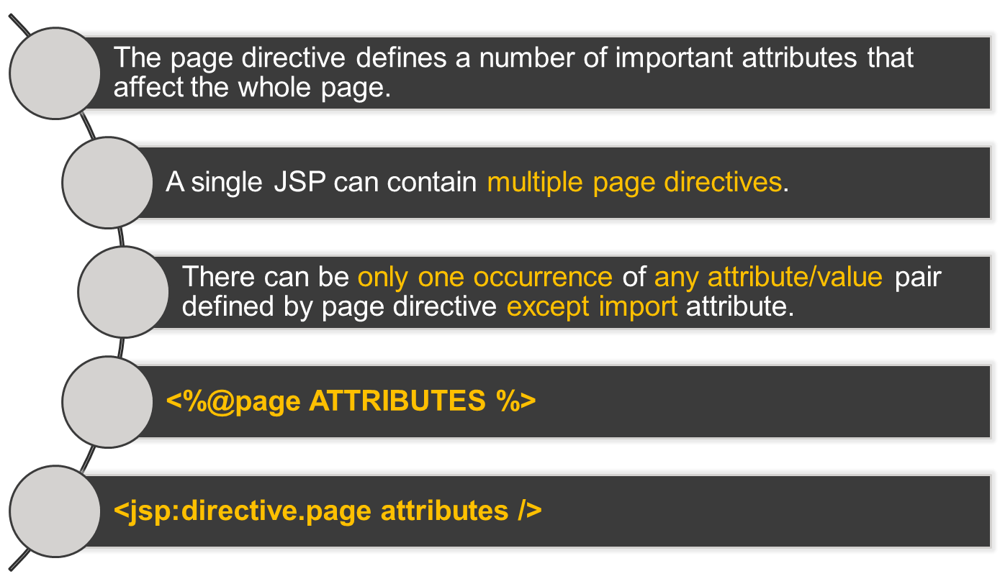 The page directive defines a number of important attributes that
affect the whole page.
A single JSP can contain multiple page directives.
There can be only one occurrence of any attribute/value pair
defined by page directive except import attribute.
<%@page ATTRIBUTES %>
<jsp:directive.page attributes />